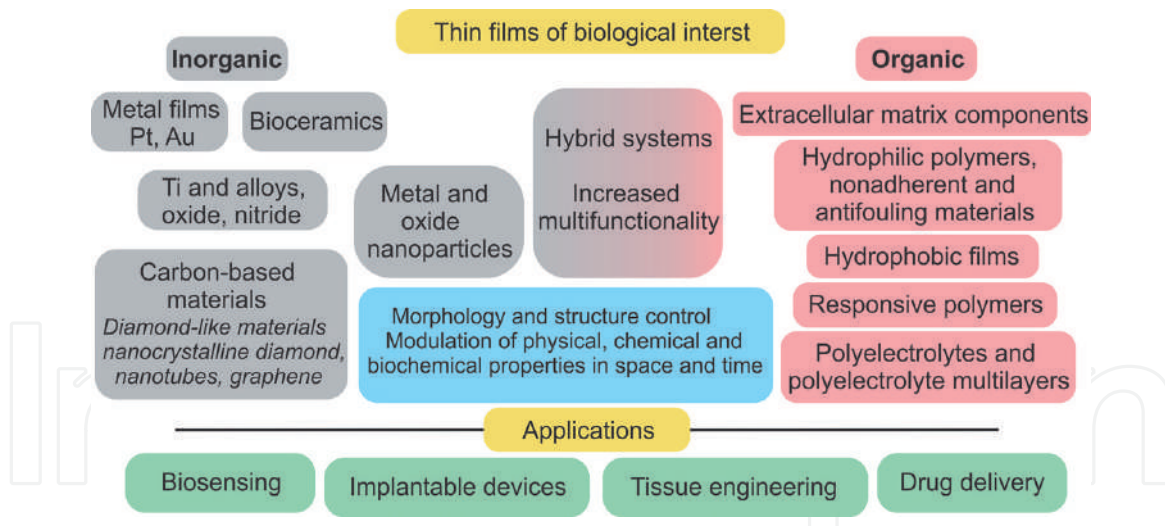 Thin films of biological interst
Inorganic
Organic
Metal films
Pt, Au
Bioceramics
Ti and alloys,
oxide, nitride
Metal and
oxide
nanoparticles
Carbon-based
materials
Diamond-like materials
nanocrystalline diamond,
nanotubes, graphene
Hybrid systems
Increased
multifunctionality
Extracellular matrix components
Hydrophilic polymers,
nonadherent and
antifouling materials
Hydrophobic films
Responsive polymers
Polyelectrolytes and
polyelectrolyte multilayers
Morphology and structure control
Modulation of physical, chemical and
biochemical properties in space and time
Applications
Biosensing
Implantable devices
Tissue engineering
Drug delivery